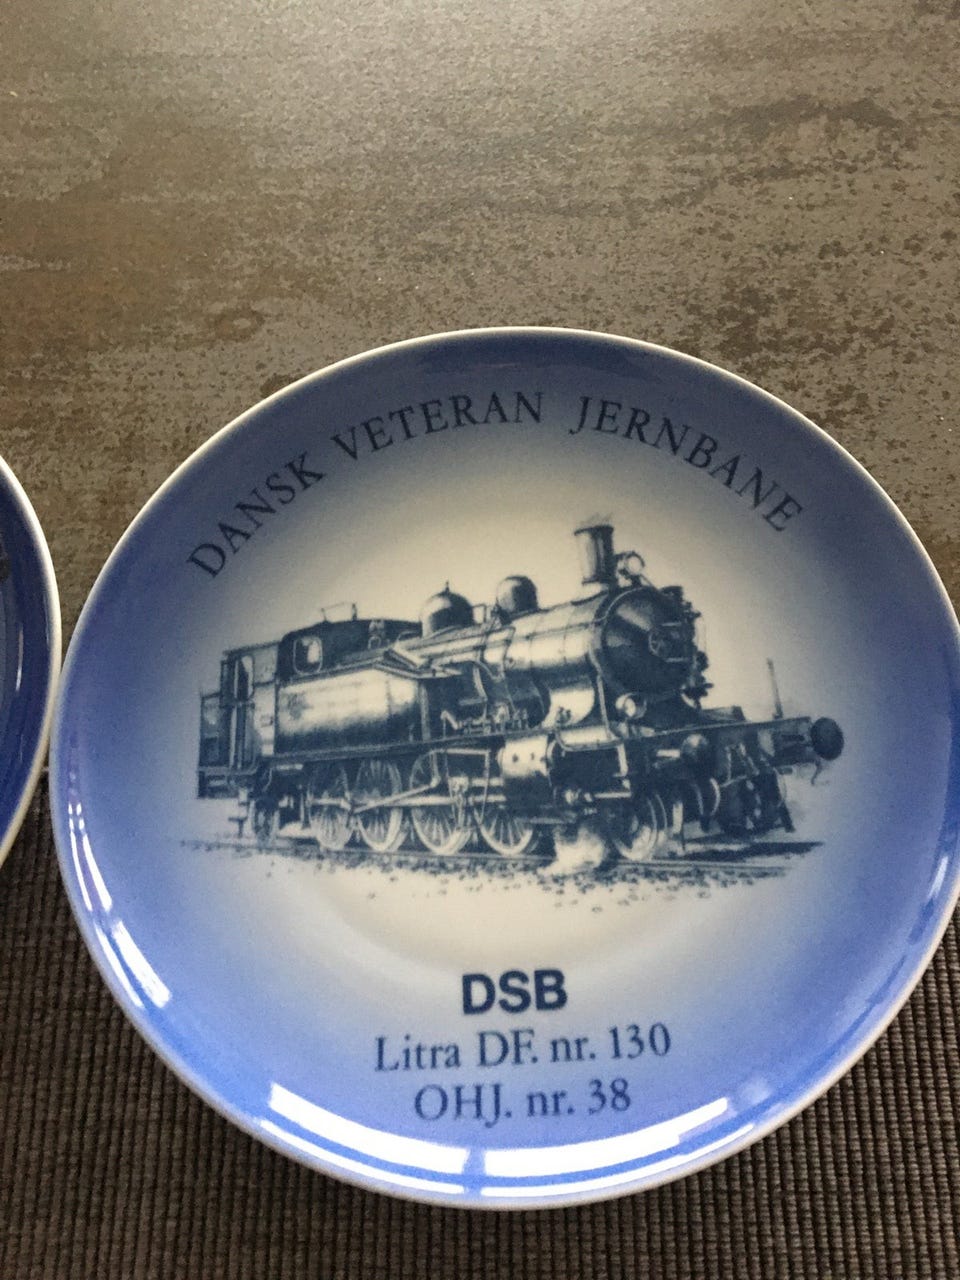 DANSK VETERAN JERNBANE
DSB
Litra DF. nr. 130
OHJ. nr. 38